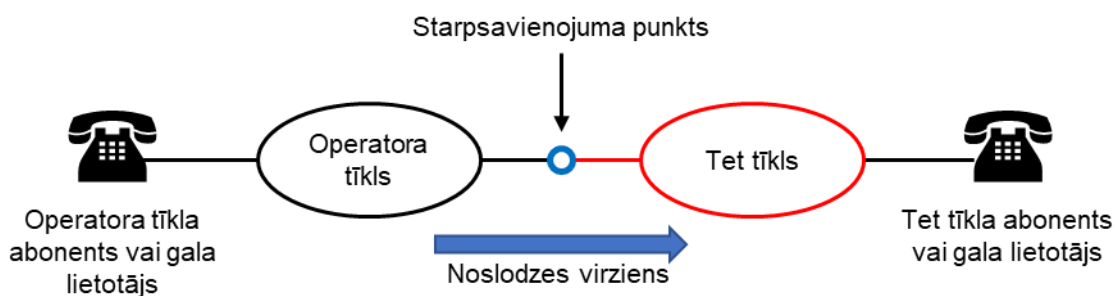 Starpsavienojuma punkts
Operatora
tīkls
Tet tīkls
Operatora tīkla
abonents vai gala
lietotājs
Tet tīkla abonents
vai gala lietotājs
Noslodzes virziens